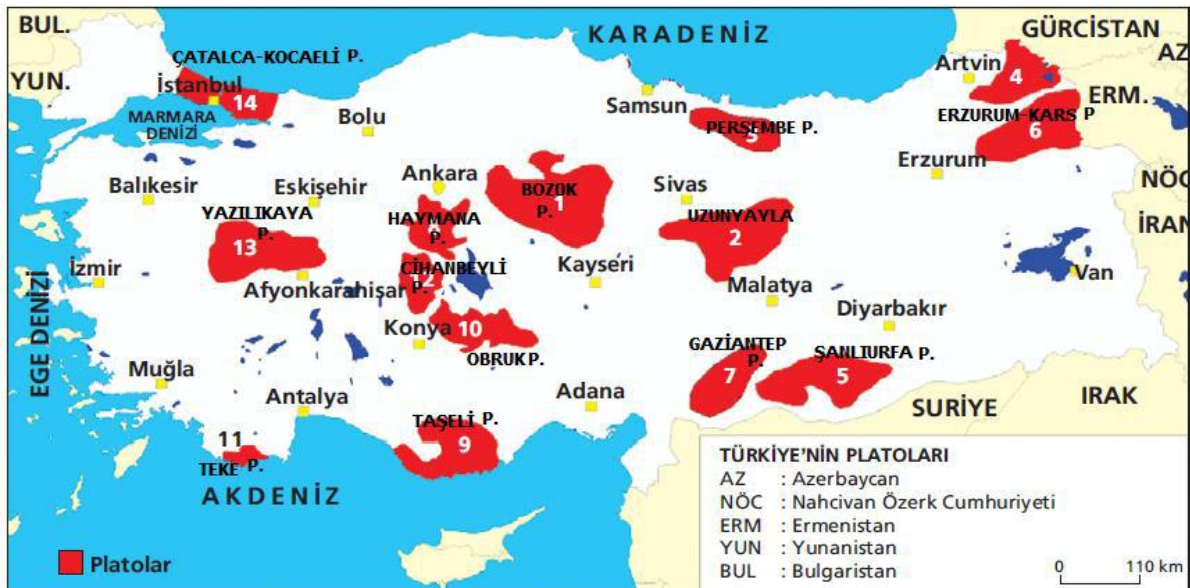 BUL.
KARADENİZ
GÜRCİSTAN
YUN.
ÇATALCA-KOCAELİ P.
İstanbul
14
MARMARA
DENİZİ
Bolu
Samsun
PERŞEMBE P.
3
Artvin
4
AZ
ERM.
ERZURUM-KARS P
6
Erzurum
Balıkesir
Eskişehir
Ankara
BOZOK
P.
1
Sivas
UZUNYAYLA
2
NÖC
İRAN
YAZILIKAYA
P.
13
HAYMANA
P.
İzmir
Afyonkarahisar
CİHANBEYLİ
12
P.
Kayseri
Malatya
Van
EGE DENİZİ
Konya
10
OBRUK P.
Diyarbakır
GAZİANTEP
P.
7
ŞANLIURFA P.
5
Muğla
Antalya
Adana
SURİYE
IRAK
11
TEKE P.
TAŞELİ P.
9
AKDENİZ
TÜRKİYE'NİN PLATOLARI
AZ : Azerbaycan
NÖC : Nahcivan Özerk Cumhuriyeti
ERM : Ermenistan
YUN : Yunanistan
BUL : Bulgaristan
0 110 km
Platolar